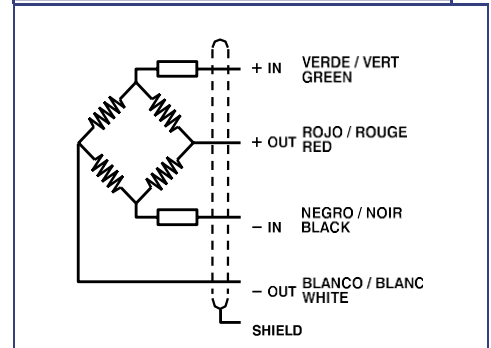 + IN VERDE / VERT
GREEN
+ OUT ROJO / ROUGE
RED
− IN NEGRO / NOIR
BLACK
− OUT BLANCO / BLANC
WHITE
SHIELD